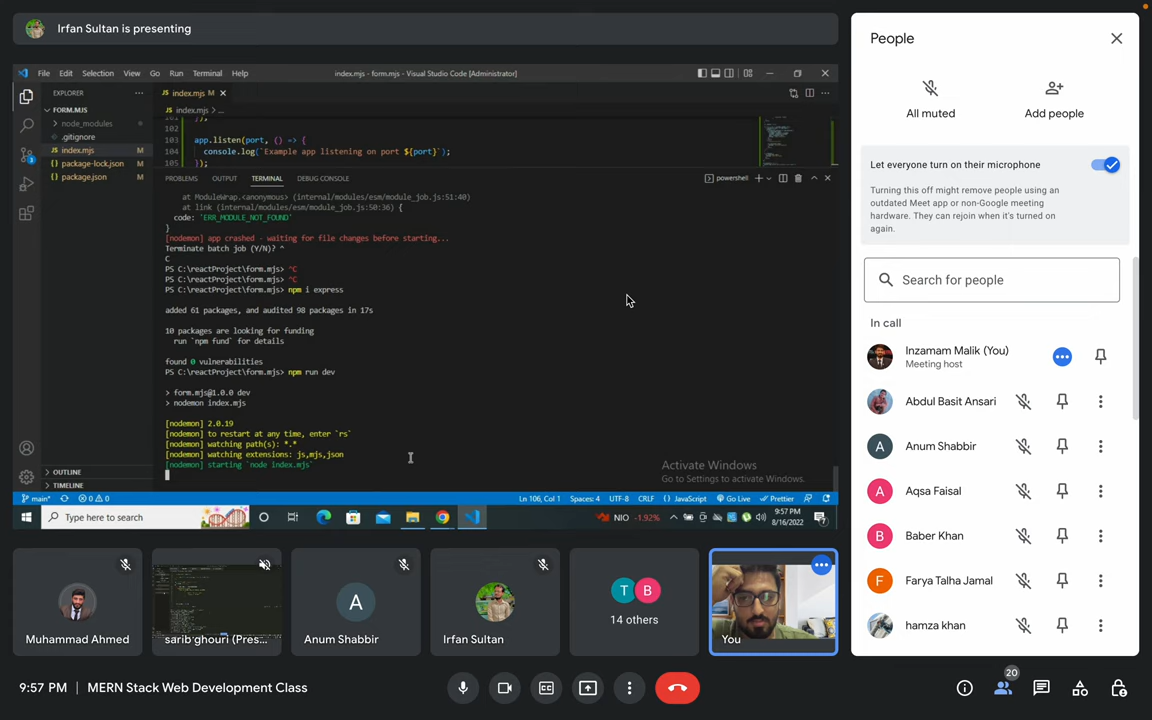 Irfan Sultan is presenting
File Edit Selection View Go Run Terminal Help
index.mjs - form.mjs - Visual Studio Code [Administrator]
EXPLORER
FORM.MJS
node_modules
.gitignore
index.mjs M
package-lock.json M
package.json M
OUTLINE
TIMELINE
index.mjs M
index.mjs > ...
102
103 app.listen(port, () => {
104 console.log(`Example app listening on port ${port}`);
105 });
PROBLEMS OUTPUT TERMINAL DEBUG CONSOLE
powershell
at ModuleWrap.<anonymous> (internal/modules/esm/module_job.js:51:40)
at link (internal/modules/esm/module_job.js:50:36) {
code: 'ERR_MODULE_NOT_FOUND'
}
[nodemon] app crashed - waiting for file changes before starting...
Terminate batch job (Y/N)? ^
C
PS C:\reactProject\form.mjs> ^C
PS C:\reactProject\form.mjs> ^C
PS C:\reactProject\form.mjs> npm i express
added 61 packages, and audited 98 packages in 17s
10 packages are looking for funding
run `npm fund` for details
found 0 vulnerabilities
PS C:\reactProject\form.mjs> npm run dev
> form.mjs@1.0.0 dev
> nodemon index.mjs
[nodemon] 2.0.19
[nodemon] to restart at any time, enter `rs`
[nodemon] watching path(s): *.*
[nodemon] watching extensions: js,mjs,json
[nodemon] starting `node index.mjs`
Activate Windows
Go to Settings to activate Windows.
main* 0 0
Ln 106, Col 1 Spaces: 4 UTF-8 CRLF JavaScript Go Live Prettier
Type here to search
NIO -1.92%
9:57 PM
8/16/2022
Muhammad Ahmed
sarib ghouri (Pres...
A
Anum Shabbir
Irfan Sultan
T B
14 others
You
9:57 PM | MERN Stack Web Development Class
CC
20
People
All muted
Add people
Let everyone turn on their microphone
Turning this off might remove people using an
outdated Meet app or non-Google meeting
hardware. They can rejoin when it's turned on
again.
Search for people
In call
Inzamam Malik (You)
Meeting host
Abdul Basit Ansari
A Anum Shabbir
A Aqsa Faisal
B Baber Khan
F Farya Talha Jamal
hamza khan